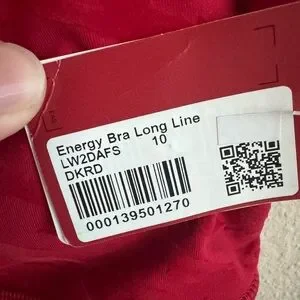 Energy Bra Long Line
LW2DAFS 10
DKRD
000139501270